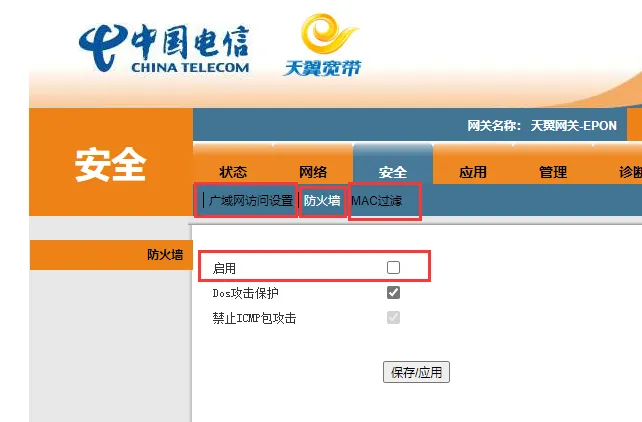 中国电信
CHINA TELECOM
天翼宽带
网关名称： 天翼网关-EPON
安全
状态 网络 安全 应用 管理 诊断
广域网访问设置 防火墙 MAC过滤
防火墙
启用
Dos攻击保护
禁止ICMP包攻击
保存/应用